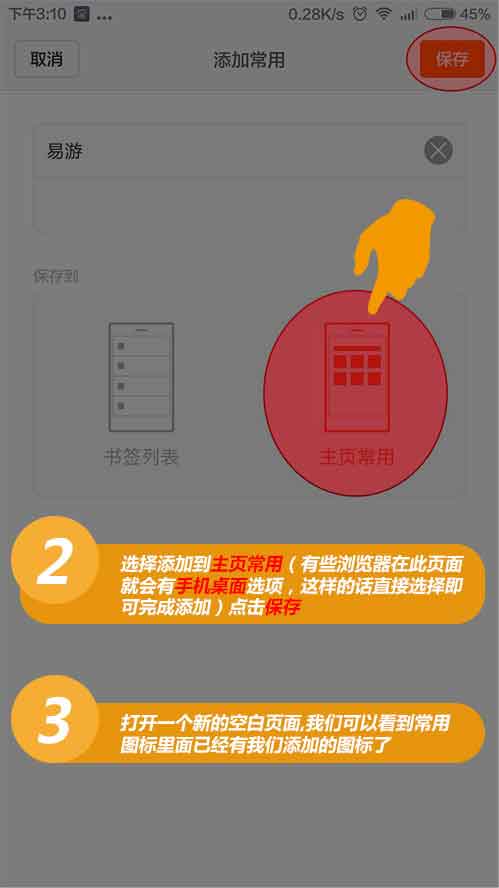 下午3:10 ... 0.28K/s 45%
取消 添加常用 保存
易游
保存到
书签列表 主页常用
2
选择添加到主页常用（有些浏览器在此页面
就会有手机桌面选项，这样的话直接选择即
可完成添加）点击保存
3
打开一个新的空白页面,我们可以看到常用
图标里面已经有我们添加的图标了